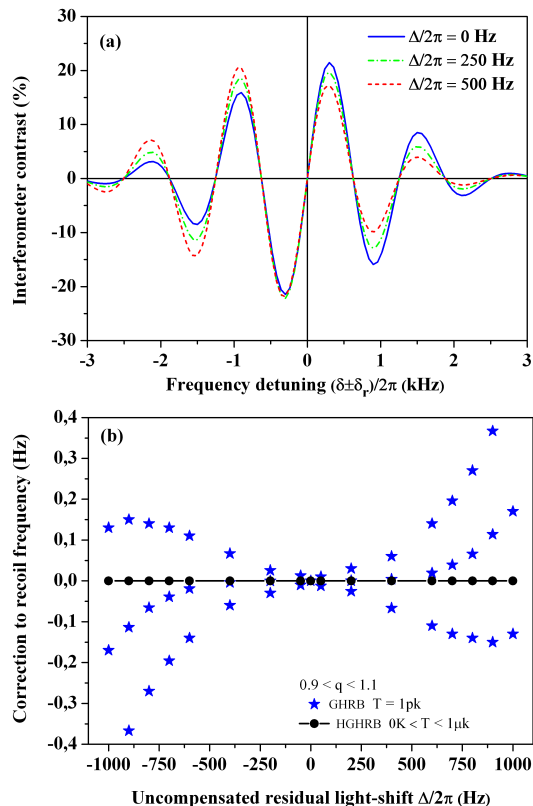 (a)
Δ/2π = 0 Hz
Δ/2π = 250 Hz
Δ/2π = 500 Hz
30
20
10
0
-10
-20
-30
Interferometer contrast (%)
-3 -2 -1 0 1 2 3
Frequency detuning (δ±δr)/2π (kHz)
(b)
0,4
0,3
0,2
0,1
0,0
-0,1
-0,2
-0,3
-0,4
Correction to recoil frequency (Hz)
0.9 < q < 1.1
GHRB T = 1pk
HGHRB 0K < T < 1μk
-1000 -750 -500 -250 0 250 500 750 1000
Uncompensated residual light-shift Δ/2π (Hz)